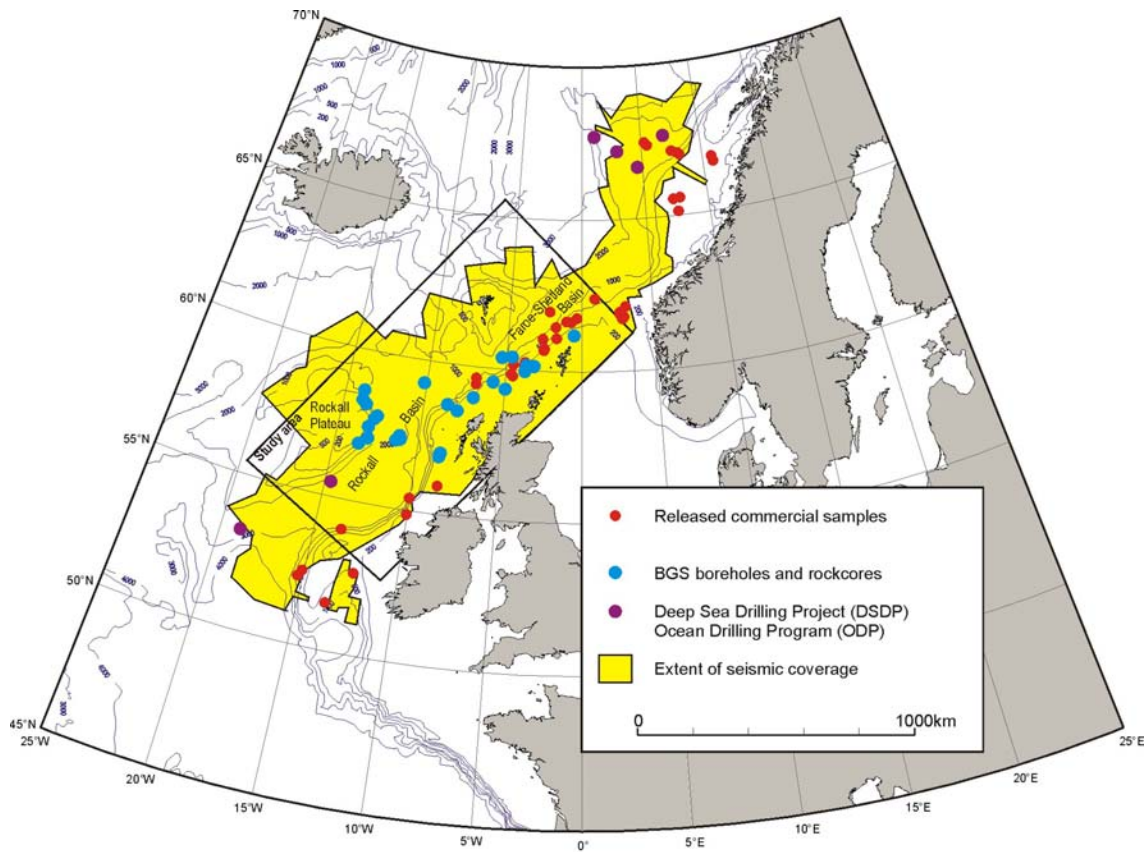 70°N
65°N
60°N
55°N
50°N
45°N
25°W
20°W
15°W
10°W
5°W
0°
5°E
10°E
15°E
20°E
25°E
Faroe-Shetland
Basin
Rockall
Plateau
Rockall
Basin
Study area
Released commercial samples
BGS boreholes and rockcores
Deep Sea Drilling Project (DSDP)
Ocean Drilling Program (ODP)
Extent of seismic coverage
0
1000km